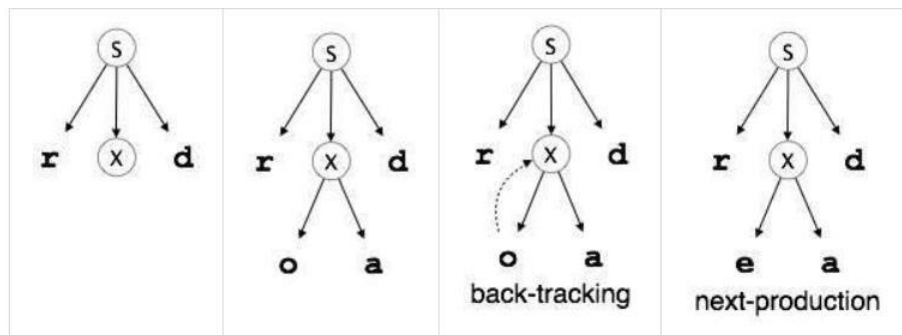 S
r X d
S
r X d
o a
S
r X d
o a
back-tracking
S
r X d
e a
next-production